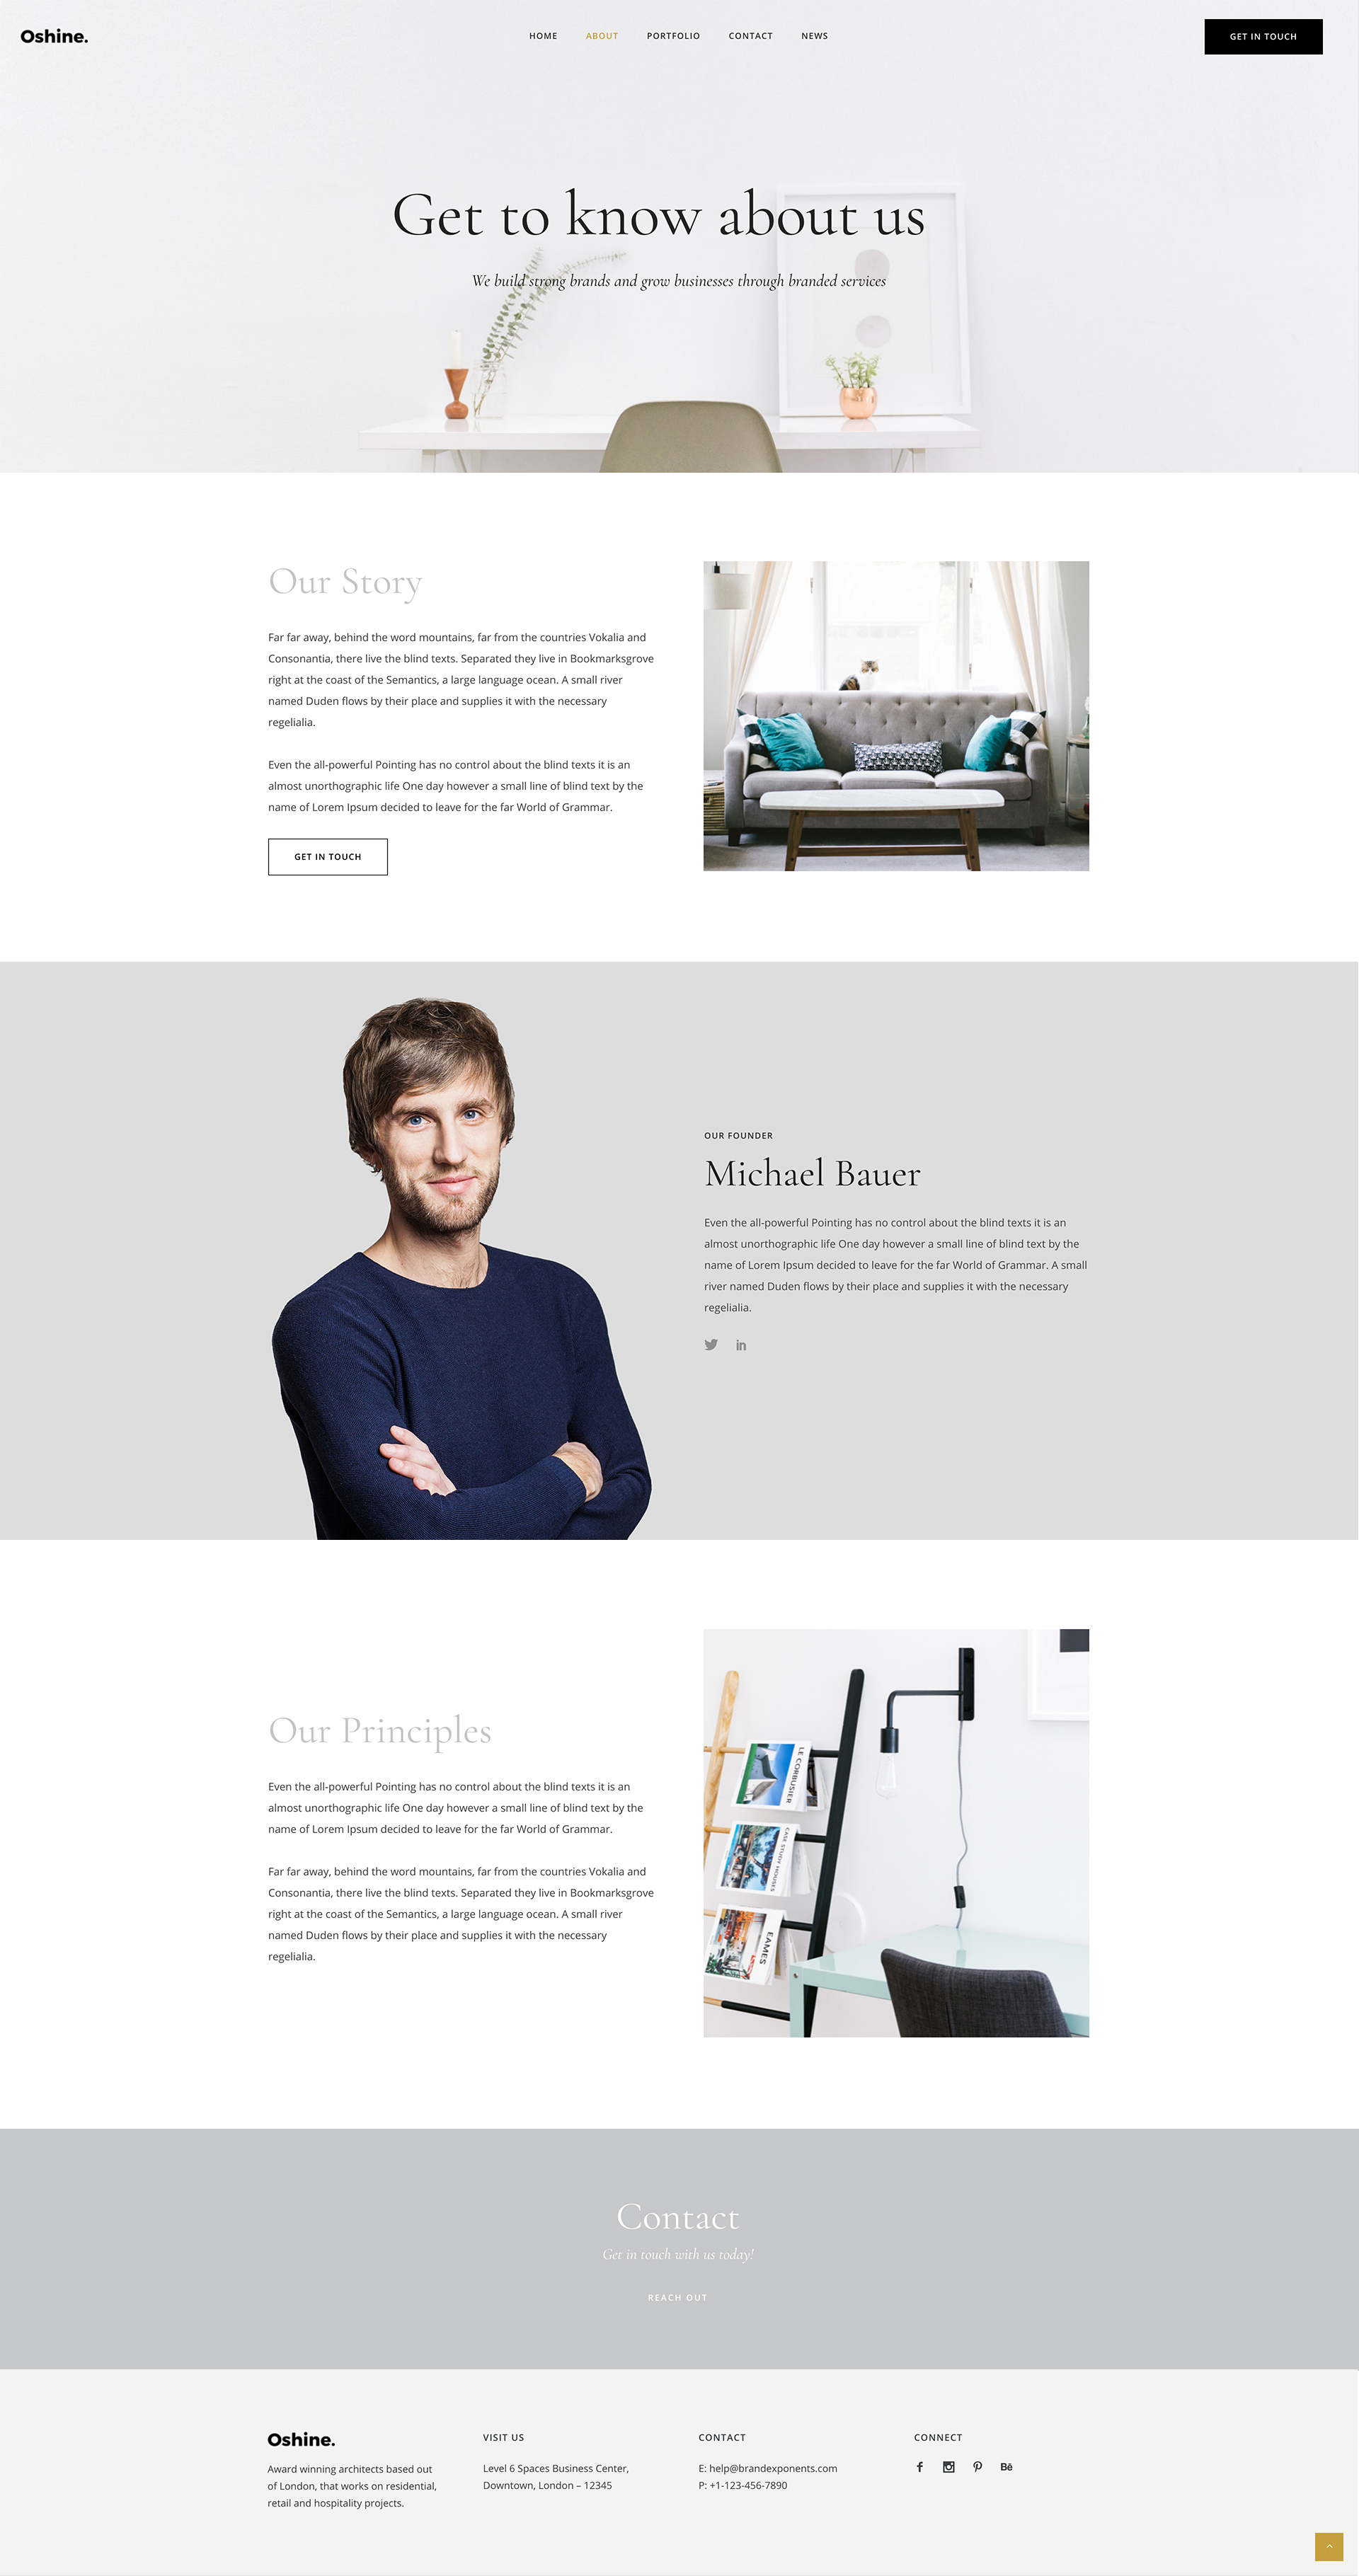 Oshine.
HOME ABOUT PORTFOLIO CONTACT NEWS
GET IN TOUCH
Get to know about us
We build strong brands and grow businesses through branded services
Our Story
Far far away, behind the word mountains, far from the countries Vokalia and
Consonantia, there live the blind texts. Separated they live in Bookmarksgrove
right at the coast of the Semantics, a large language ocean. A small river
named Duden flows by their place and supplies it with the necessary
regelialia.
Even the all-powerful Pointing has no control about the blind texts it is an
almost unorthographic life One day however a small line of blind text by the
name of Lorem Ipsum decided to leave for the far World of Grammar.
GET IN TOUCH
OUR FOUNDER
Michael Bauer
Even the all-powerful Pointing has no control about the blind texts it is an
almost unorthographic life One day however a small line of blind text by the
name of Lorem Ipsum decided to leave for the far World of Grammar. A small
river named Duden flows by their place and supplies it with the necessary
regelialia.
in
Our Principles
Even the all-powerful Pointing has no control about the blind texts it is an
almost unorthographic life One day however a small line of blind text by the
name of Lorem Ipsum decided to leave for the far World of Grammar.
Far far away, behind the word mountains, far from the countries Vokalia and
Consonantia, there live the blind texts. Separated they live in Bookmarksgrove
right at the coast of the Semantics, a large language ocean. A small river
named Duden flows by their place and supplies it with the necessary
regelialia.
LE CORBUSIER
CASE STUDY HOUSES
EAMES
Contact
Get in touch with us today!
REACH OUT
Oshine.
Award winning architects based out
of London, that works on residential,
retail and hospitality projects.
VISIT US
Level 6 Spaces Business Center,
Downtown, London – 12345
CONTACT
E: help@brandexponents.com
P: +1-123-456-7890
CONNECT
Bē